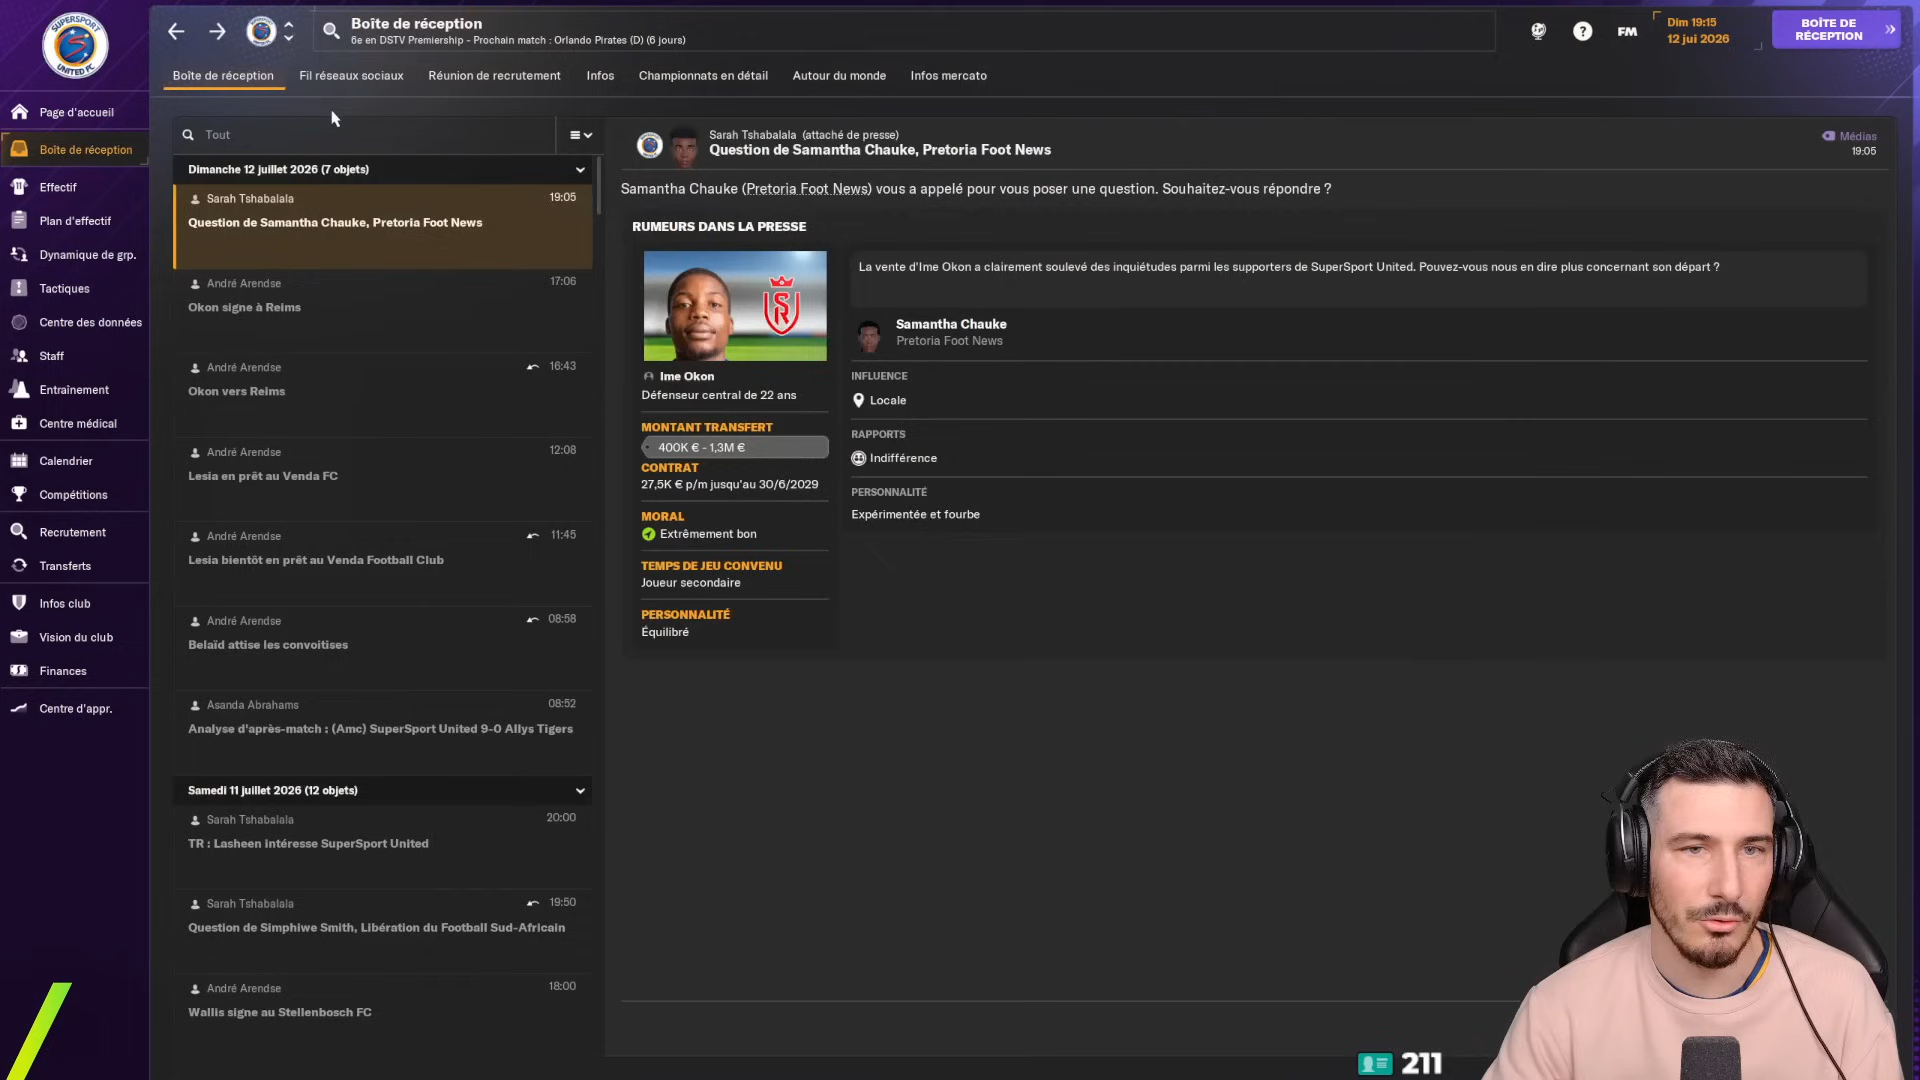 SUPERSPORT
UNITED FC
Boîte de réception
6e en DSTV Premiership - Prochain match : Orlando Pirates (D) (6 jours)
FM
Dim 19:15
12 jui 2026
BOÎTE DE
RÉCEPTION
Boîte de réception
Fil réseaux sociaux
Réunion de recrutement
Infos
Championnats en détail
Autour du monde
Infos mercato
Page d'accueil
Boîte de réception
Effectif
Plan d'effectif
Dynamique de grp.
Tactiques
Centre des données
Staff
Entraînement
Centre médical
Calendrier
Compétitions
Recrutement
Transferts
Infos club
Vision du club
Finances
Centre d'appr.
Tout
Dimanche 12 juillet 2026 (7 objets)
Sarah Tshabalala 19:05
Question de Samantha Chauke, Pretoria Foot News
André Arendse 17:06
Okon signe à Reims
André Arendse 16:43
Okon vers Reims
André Arendse 12:08
Lesia en prêt au Venda FC
André Arendse 11:45
Lesia bientôt en prêt au Venda Football Club
André Arendse 08:58
Belaïd attise les convoitises
Asanda Abrahams 08:52
Analyse d'après-match : (Amc) SuperSport United 9-0 Allys Tigers
Samedi 11 juillet 2026 (12 objets)
Sarah Tshabalala 20:00
TR : Lasheen intéresse SuperSport United
Sarah Tshabalala 19:50
Question de Simphiwe Smith, Libération du Football Sud-Africain
André Arendse 18:00
Wallis signe au Stellenbosch FC
Sarah Tshabalala (attaché de presse)
Question de Samantha Chauke, Pretoria Foot News
Médias
19:05
Samantha Chauke (Pretoria Foot News) vous a appelé pour vous poser une question. Souhaitez-vous répondre ?
RUMEURS DANS LA PRESSE
Ime Okon
Défenseur central de 22 ans
MONTANT TRANSFERT
400K € - 1,3M €
CONTRAT
27,5K € p/m jusqu'au 30/6/2029
MORAL
Extrêmement bon
TEMPS DE JEU CONVENU
Joueur secondaire
PERSONNALITÉ
Équilibré
La vente d'Ime Okon a clairement soulevé des inquiétudes parmi les supporters de SuperSport United. Pouvez-vous nous en dire plus concernant son départ ?
Samantha Chauke
Pretoria Foot News
INFLUENCE
Locale
RAPPORTS
Indifférence
PERSONNALITÉ
Expérimentée et fourbe
211